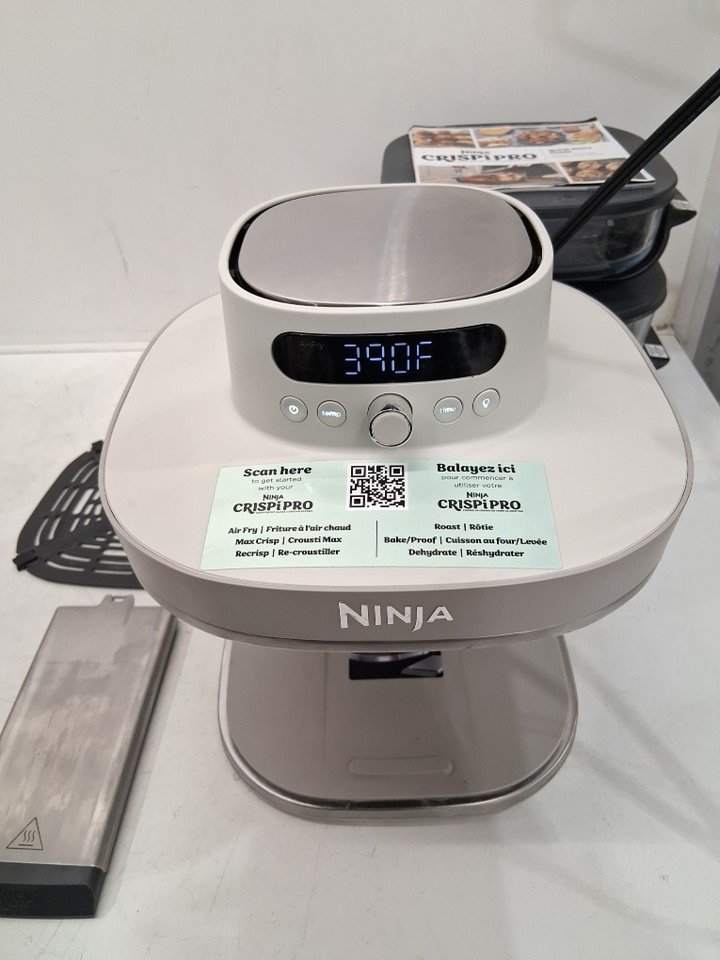 NINJA
CRISPi PRO
AirFry
390F
temp
time
Scan here
to get started
with your
NINJA
CRISPi PRO
Air Fry | Friture à l'air chaud
Max Crisp | Crousti Max
Recrisp | Re-croustiller
Balayez ici
pour commencer à
utiliser votre
NINJA
CRISPi PRO
Roast | Rôtie
Bake/Proof | Cuisson au four/Levée
Dehydrate | Réshydrater
NINJA